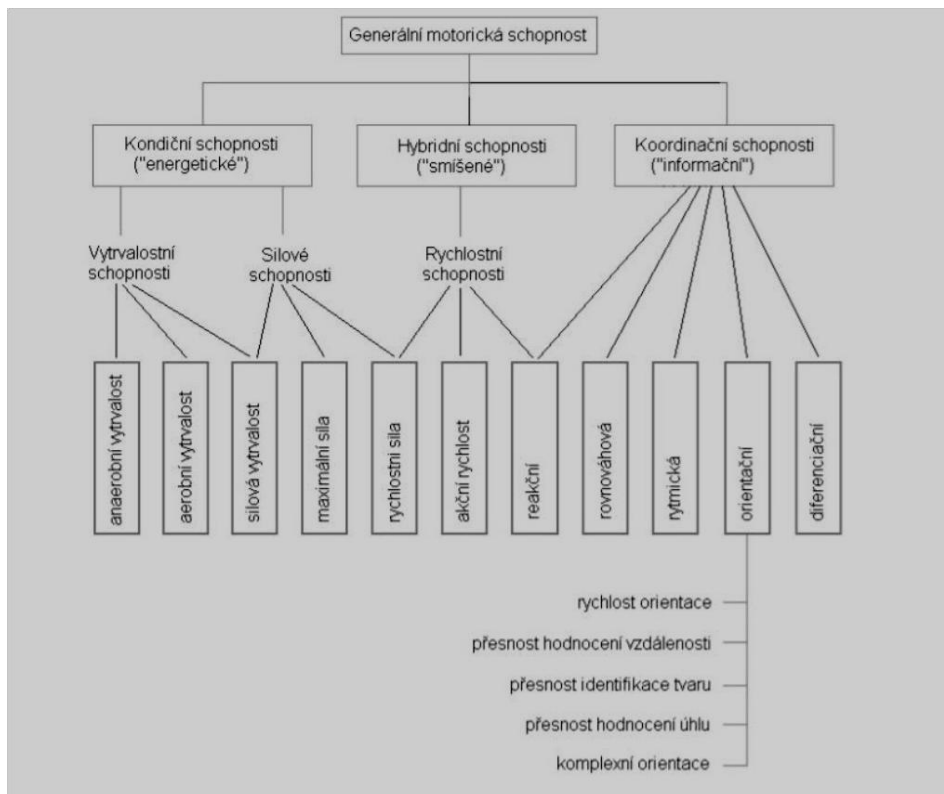 Generální motorická schopnost
Kondiční schopnosti
("energetické")
Hybridní schopnosti
("smíšené")
Koordinační schopnosti
("informační")
Vytrvalostní
schopnosti
Silové
schopnosti
Rychlostní
schopnosti
anaerobní vytrvalost
aerobní vytrvalost
silová vytrvalost
maximální síla
rychlostní síla
akční rychlost
reakční
rovnováhová
rytmická
orientační
diferenciační
rychlost orientace
přesnost hodnocení vzdálenosti
přesnost identifikace tvaru
přesnost hodnocení úhlu
komplexní orientace